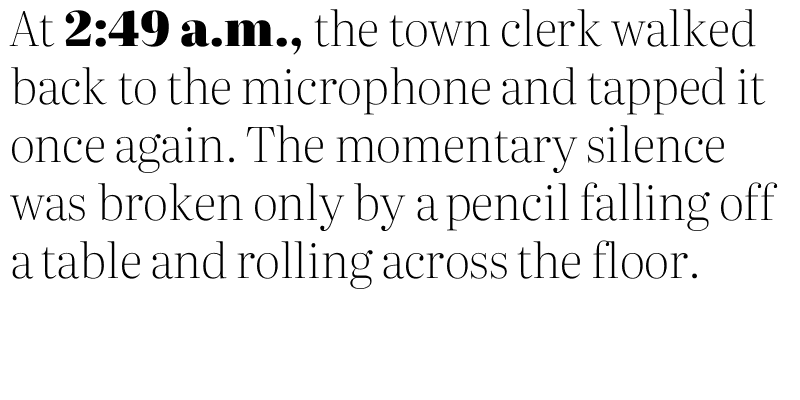 At 2:49 a.m., the town clerk walked
back to the microphone and tapped it
once again. The momentary silence
was broken only by a pencil falling off
a table and rolling across the floor.